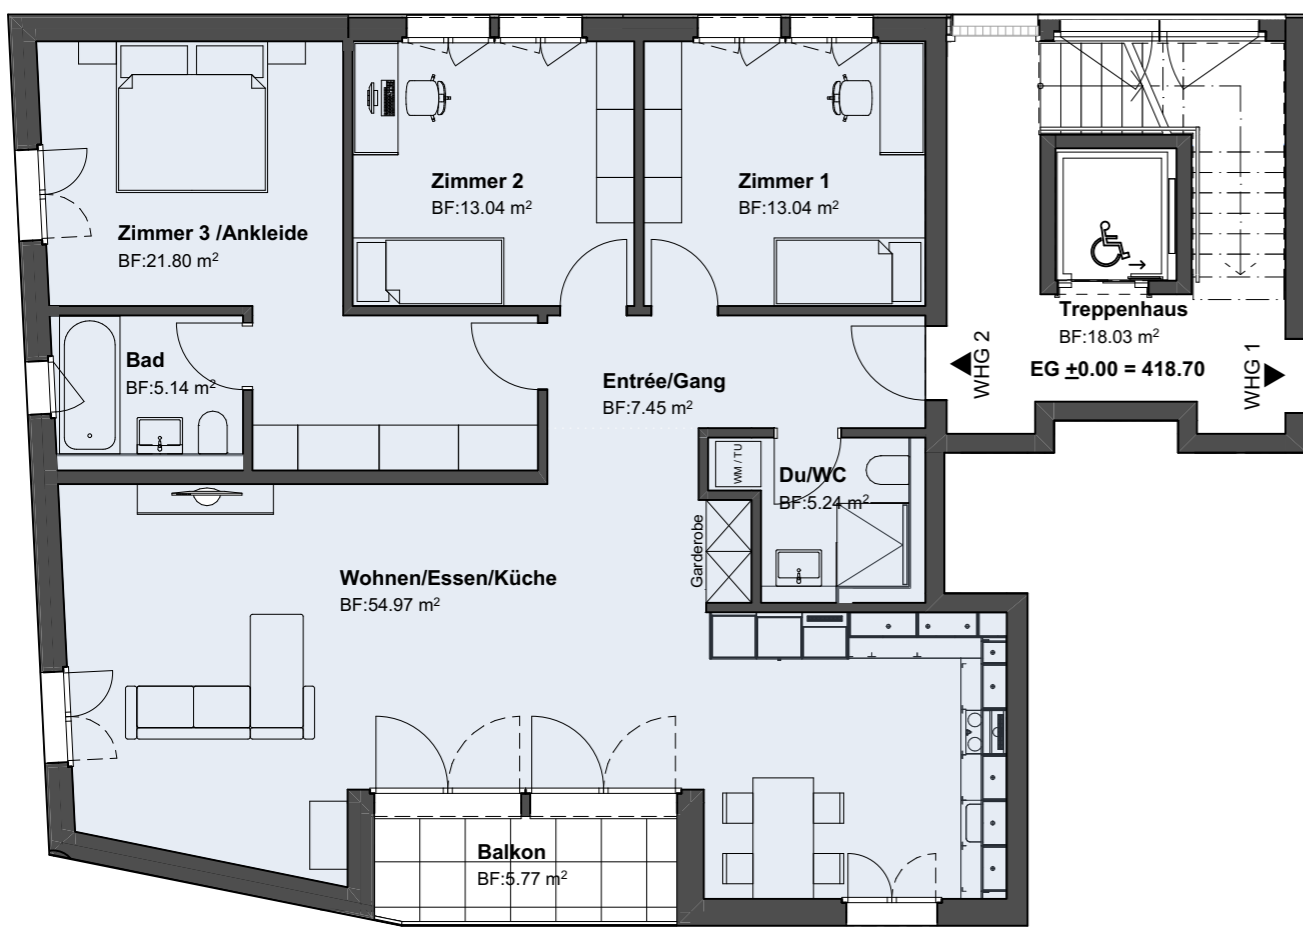 Zimmer 2
BF:13.04 m²
Zimmer 1
BF:13.04 m²
Zimmer 3 /Ankleide
BF:21.80 m²
Treppenhaus
BF:18.03 m²
EG ±0.00 = 418.70
WHG 2
WHG 1
Bad
BF:5.14 m²
Entrée/Gang
BF:7.45 m²
WM / TU
Du/WC
BF:5.24 m²
Garderobe
Wohnen/Essen/Küche
BF:54.97 m²
Balkon
BF:5.77 m²